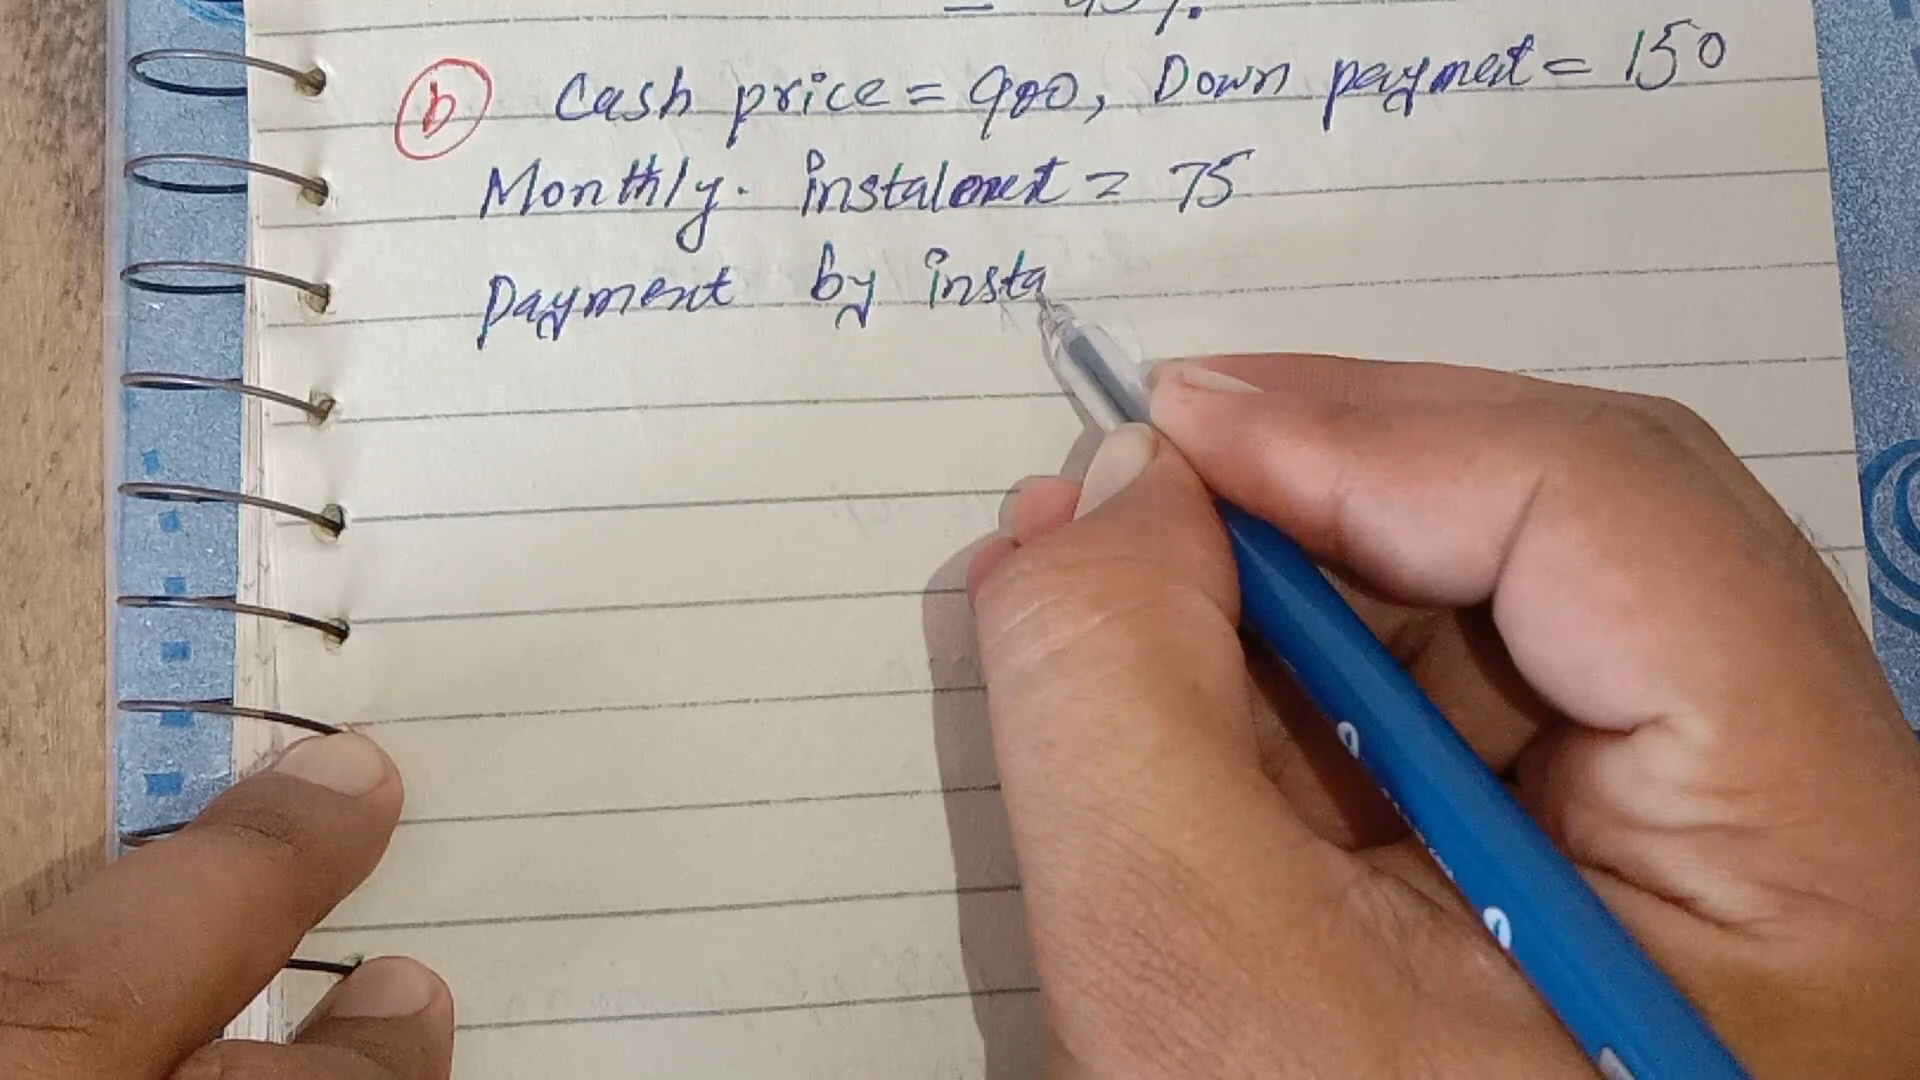 b Cash price = 900, Down payment = 150
Monthly. instalment = 75
Payment by insta